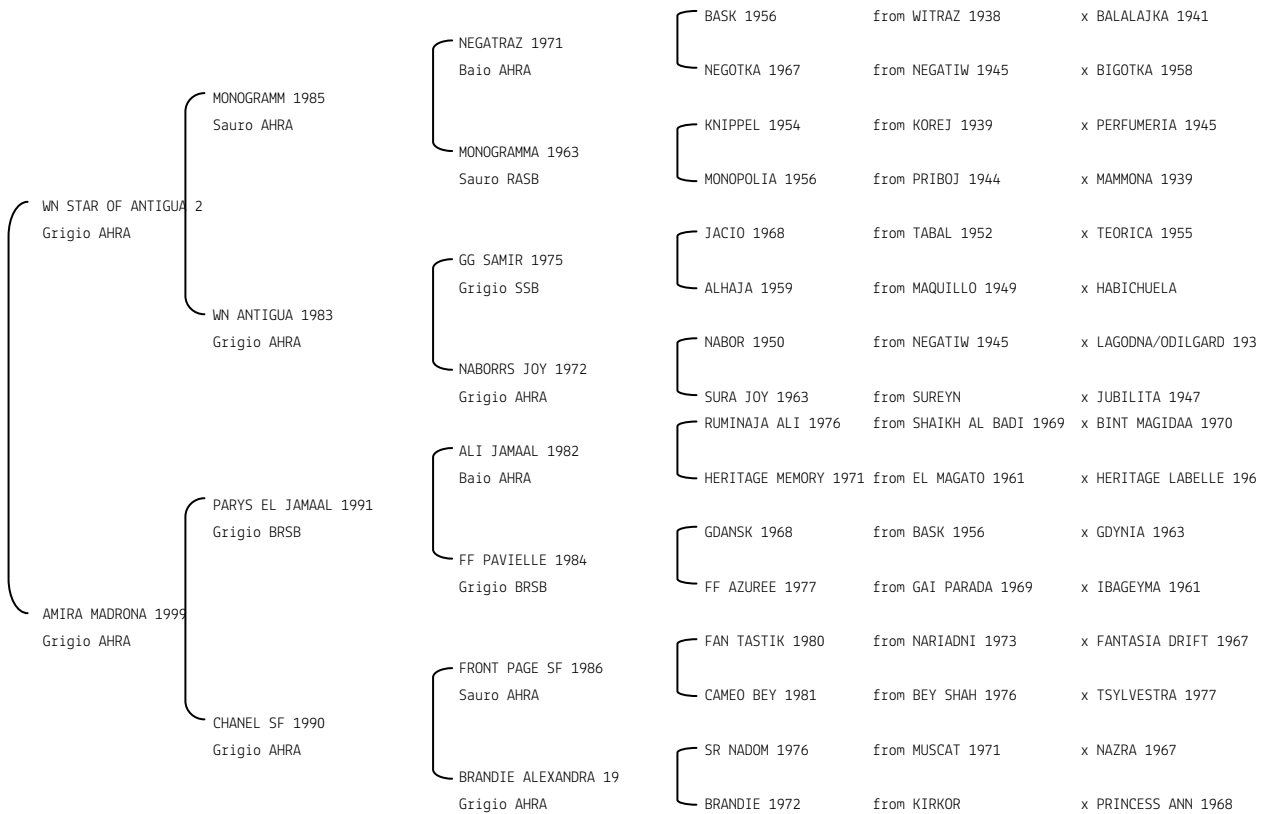 BASK 1956 from WITRAZ 1938 x BALALAJKA 1941
NEGATRAZ 1971
Baio AHRA NEGOTKA 1967 from NEGATIW 1945 x BIGOTKA 1958
MONOGRAMM 1985
Sauro AHRA KNIPPEL 1954 from KOREJ 1939 x PERFUMERIA 1945
MONOGRAMMA 1963
Sauro RASB MONOPOLIA 1956 from PRIBOJ 1944 x MAMMONA 1939
WN STAR OF ANTIGUA 2
Grigio AHRA JACIO 1968 from TABAL 1952 x TEORICA 1955
GG SAMIR 1975
Grigio SSB ALHAJA 1959 from MAQUILLO 1949 x HABICHUELA
WN ANTIGUA 1983
Grigio AHRA NABOR 1950 from NEGATIW 1945 x LAGODNA/ODILGARD 193
NABORRS JOY 1972
Grigio AHRA SURA JOY 1963 from SUREYN x JUBILITA 1947
RUMINAJA ALI 1976 from SHAIKH AL BADI 1969 x BINT MAGIDAA 1970
ALI JAMAAL 1982
Baio AHRA HERITAGE MEMORY 1971 from EL MAGATO 1961 x HERITAGE LABELLE 196
PARYS EL JAMAAL 1991
Grigio BRSB GDANSK 1968 from BASK 1956 x GDYNIA 1963
FF PAVIELLE 1984
Grigio BRSB FF AZUREE 1977 from GAI PARADA 1969 x IBAGEYMA 1961
AMIRA MADRONA 1999
Grigio AHRA FAN TASTIK 1980 from NARIADNI 1973 x FANTASIA DRIFT 1967
FRONT PAGE SF 1986
Sauro AHRA CAMEO BEY 1981 from BEY SHAH 1976 x TSYLVESTRA 1977
CHANEL SF 1990
Grigio AHRA SR NADOM 1976 from MUSCAT 1971 x NAZRA 1967
BRANDIE ALEXANDRA 19
Grigio AHRA BRANDIE 1972 from KIRKOR x PRINCESS ANN 1968